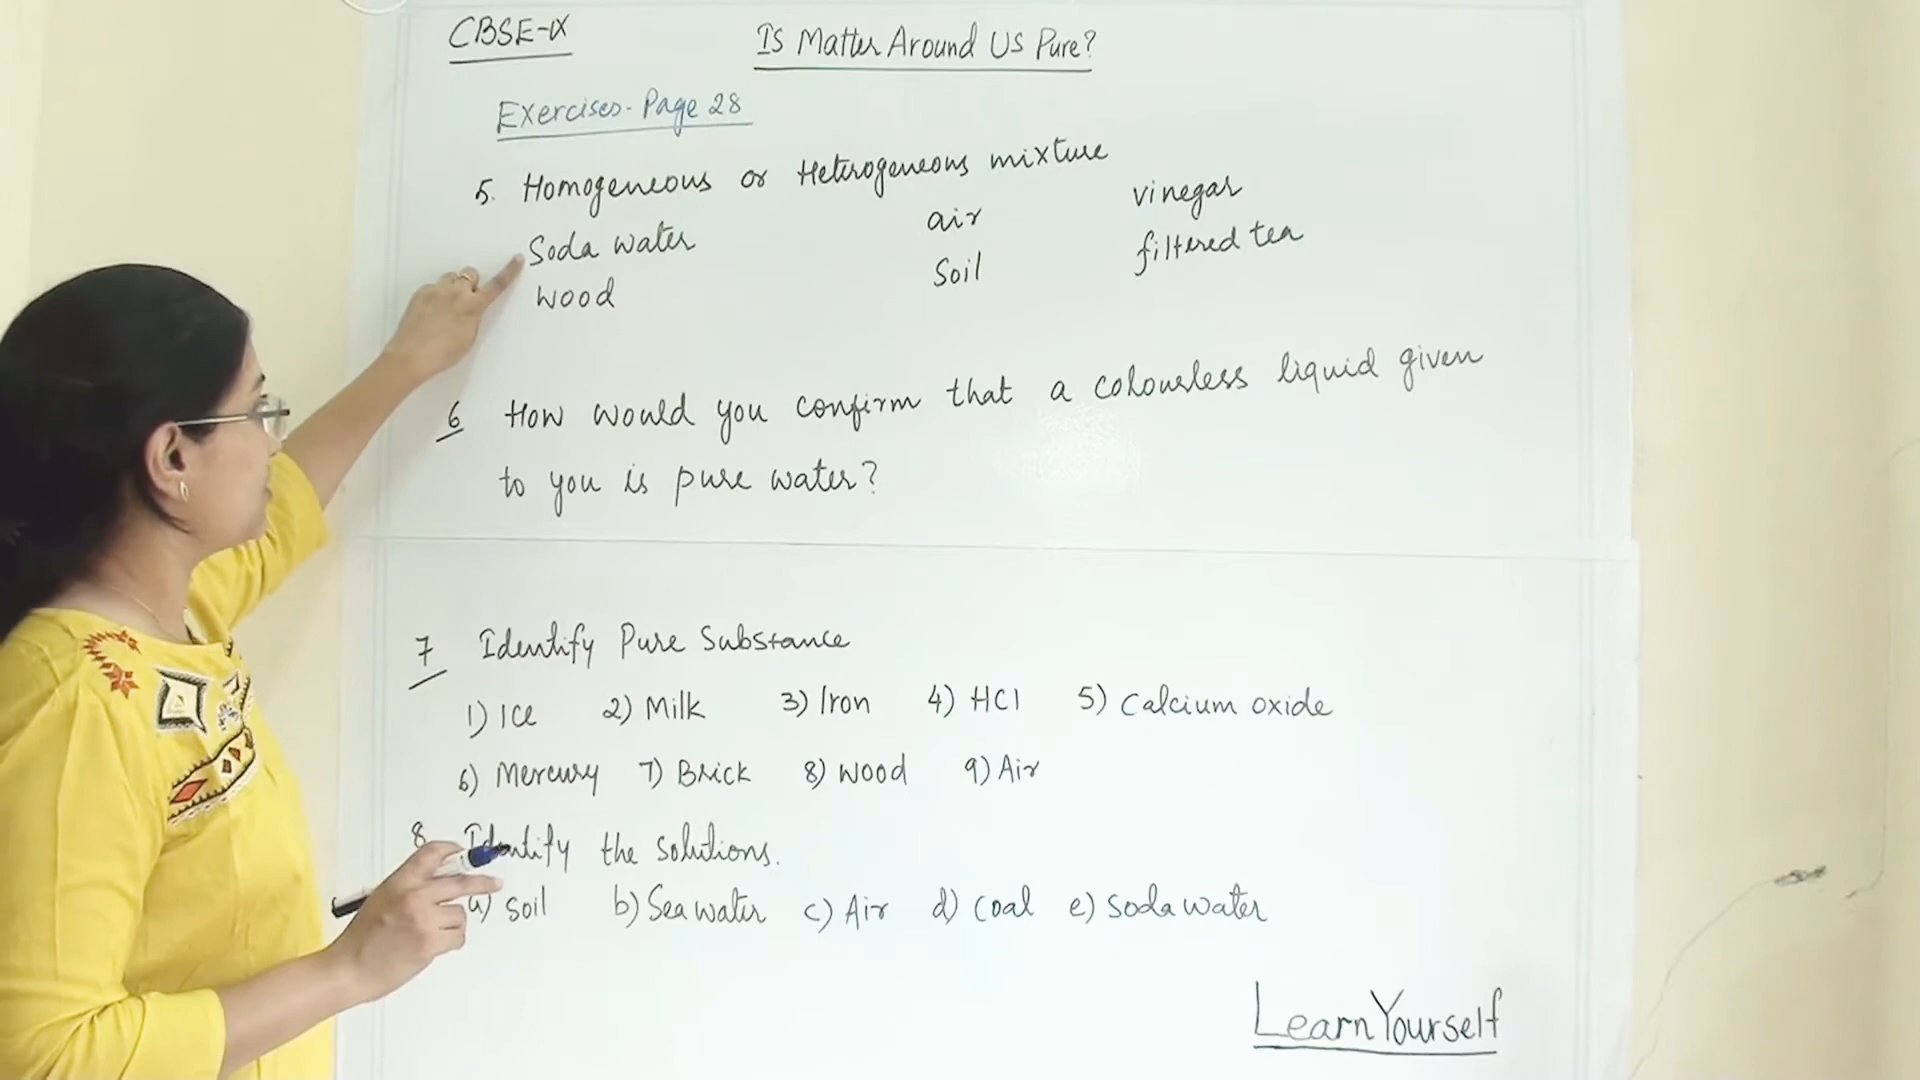 CBSE-IX
Is Matter Around Us Pure?
Exercises - Page 28
5. Homogeneous or Heterogeneous mixture
Soda water air vinegar
Wood Soil filtered tea
6 How would you confirm that a colourless liquid given
to you is pure water?
7 Identify Pure Substance
1) Ice 2) Milk 3) Iron 4) HCl 5) Calcium oxide
6) Mercury 7) Brick 8) Wood 9) Air
8 Identify the solutions.
a) Soil b) Sea water c) Air d) Coal e) Soda water
LearnYourself